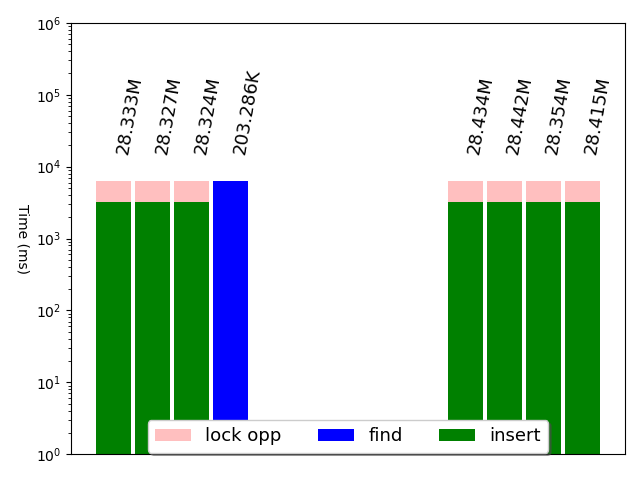 10^6
10^5
10^4
10^3
10^2
10^1
10^0
Time (ms)
28.333M
28.327M
28.324M
203.286K
28.434M
28.442M
28.354M
28.415M
lock opp find insert